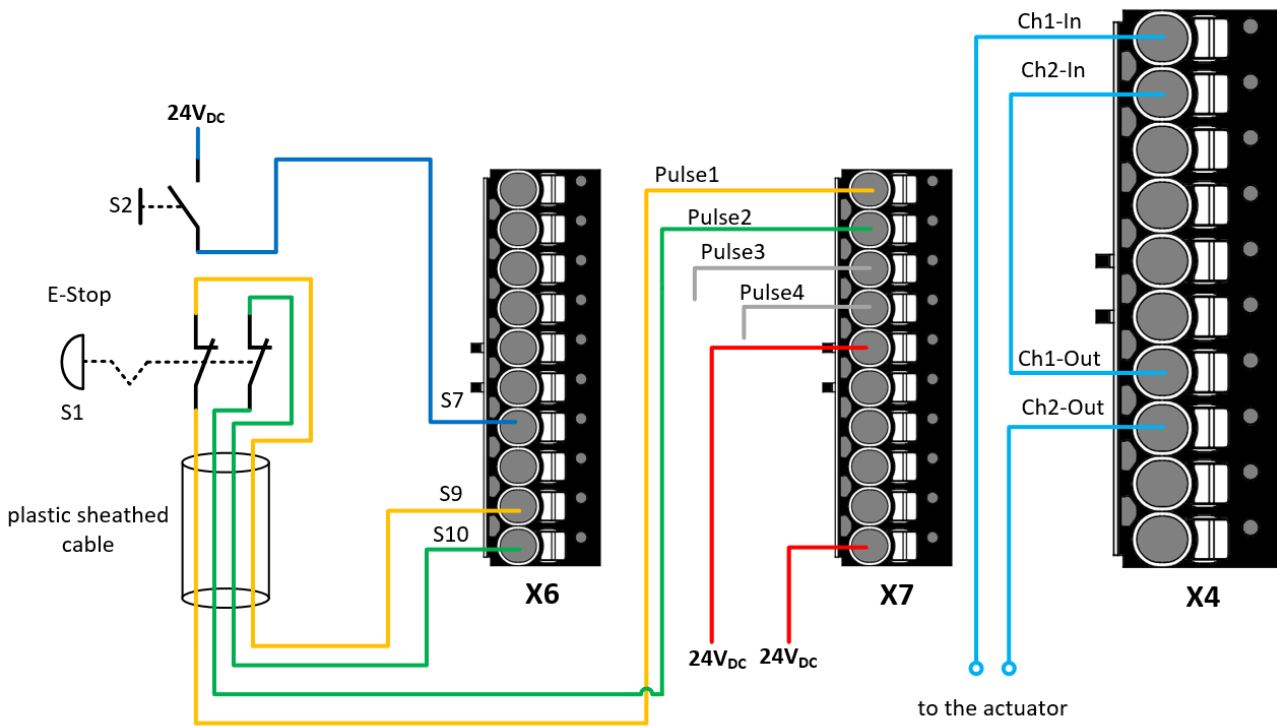 Ch1-In
Ch2-In
24VDC
S2
Pulse1
Pulse2
Pulse3
Pulse4
E-Stop
S1
S7
Ch1-Out
Ch2-Out
plastic sheathed
cable
S9
S10
X6
X7
X4
24VDC
24VDC
to the actuator